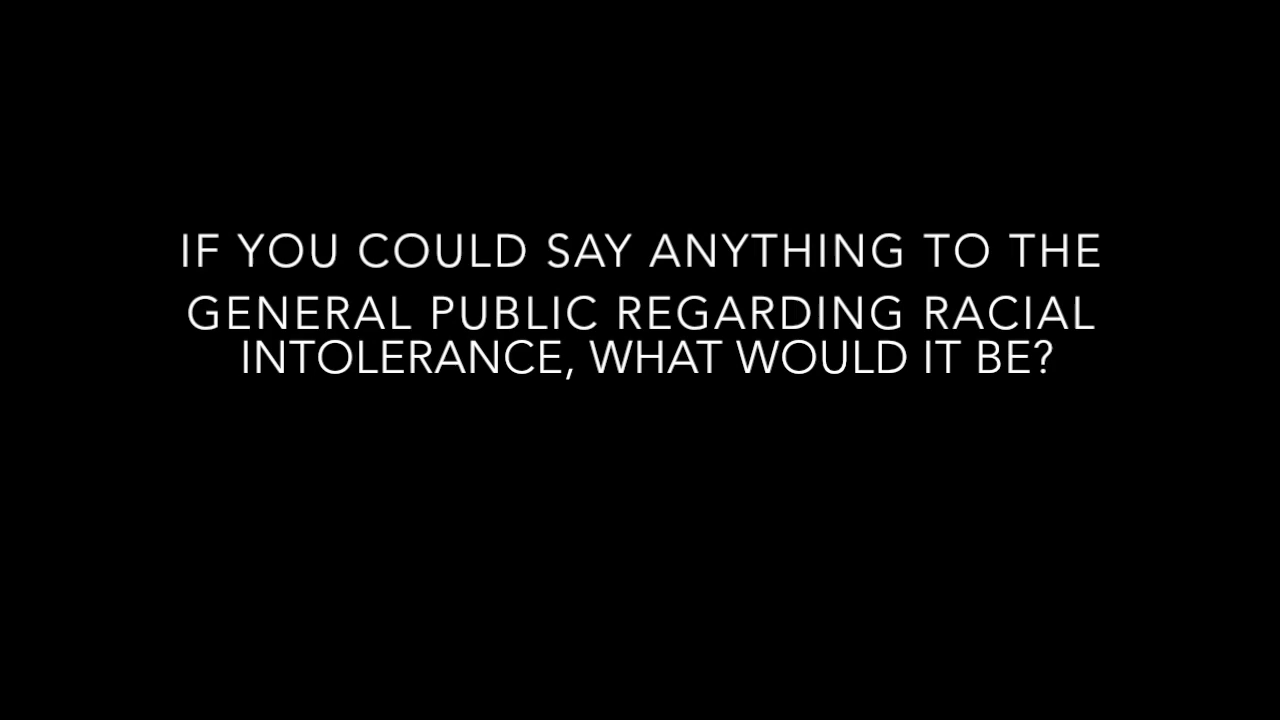 IF YOU COULD SAY ANYTHING TO THE
GENERAL PUBLIC REGARDING RACIAL
INTOLERANCE, WHAT WOULD IT BE?